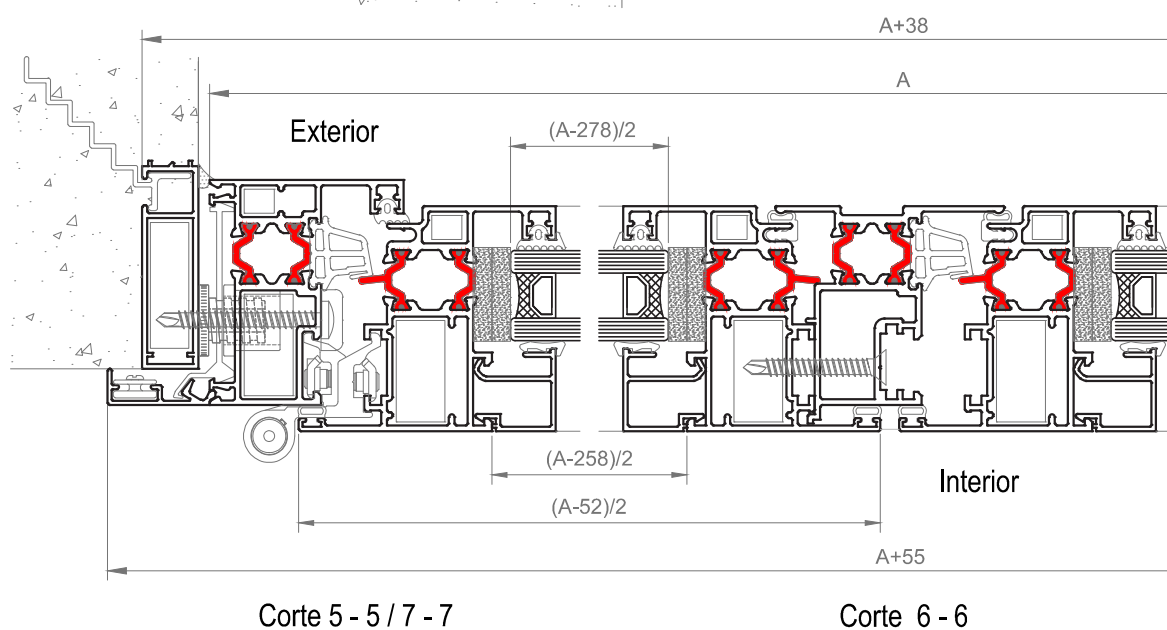 A+38
A
Exterior
(A-278)/2
(A-258)/2
Interior
(A-52)/2
A+55
Corte 5 - 5 / 7 - 7
Corte 6 - 6